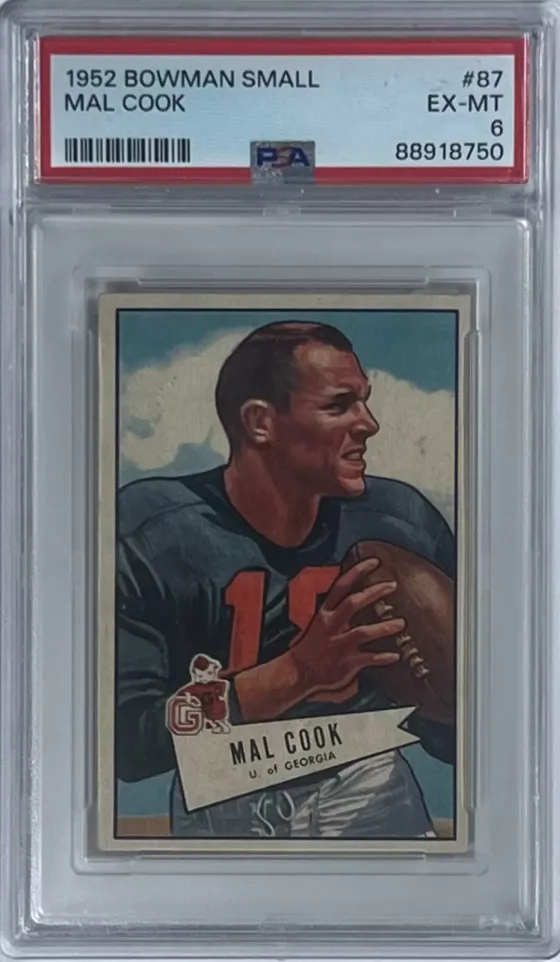 1952 BOWMAN SMALL #87
MAL COOK EX-MT
6
PSA 88918750
G
MAL COOK
U. of GEORGIA